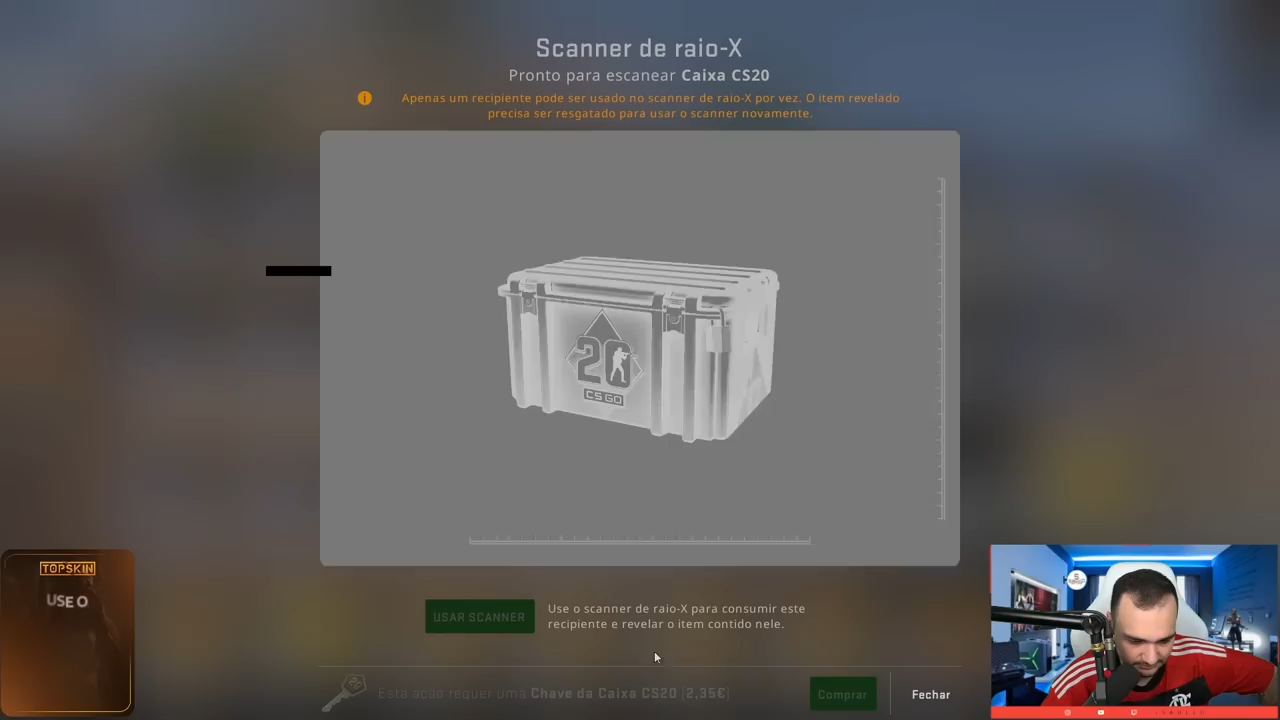 Scanner de raio-X
Pronto para escanear Caixa CS20
Apenas um recipiente pode ser usado no scanner de raio-X por vez. O item revelado
precisa ser resgatado para usar o scanner novamente.
20
CS GO
TOPSKIN
USE O
USAR SCANNER
Use o scanner de raio-X para consumir este
recipiente e revelar o item contido nele.
Esta ação requer uma Chave da Caixa CS20 (2,35€)
Comprar
Fechar